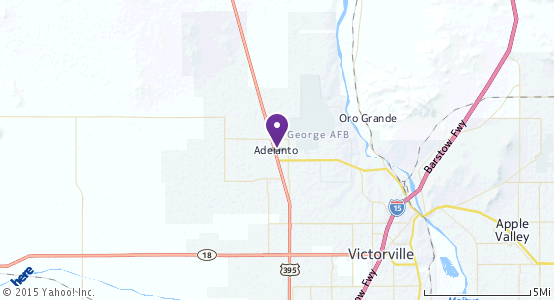 Oro Grande
George AFB
Adelanto
Barstow Fwy
15
Apple
Valley
18
Victorville
395
Fwy
here
© 2015 Yahoo! Inc.
5Mi